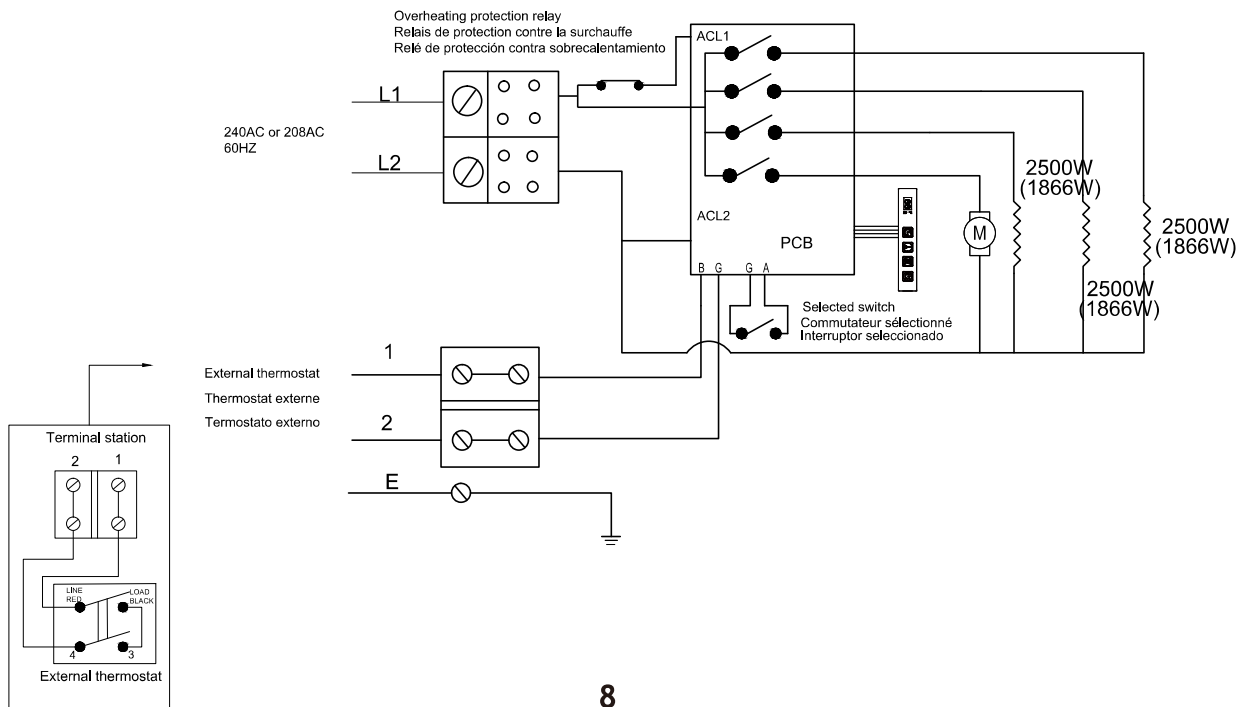 Overheating protection relay
Relais de protection contre la surchauffe
Relé de protección contra sobrecalentamiento
ACL1
L1
240AC or 208AC
60HZ
L2
ACL2
PCB
M
2500W
(1866W)
2500W
(1866W)
2500W
(1866W)
B G G A
Selected switch
Commutateur sélectionné
Interruptor seleccionado
1
External thermostat
Thermostat externe
Termostato externo
2
E
Terminal station
2 1
LINE
RED
LOAD
BLACK
4 3
External thermostat
8